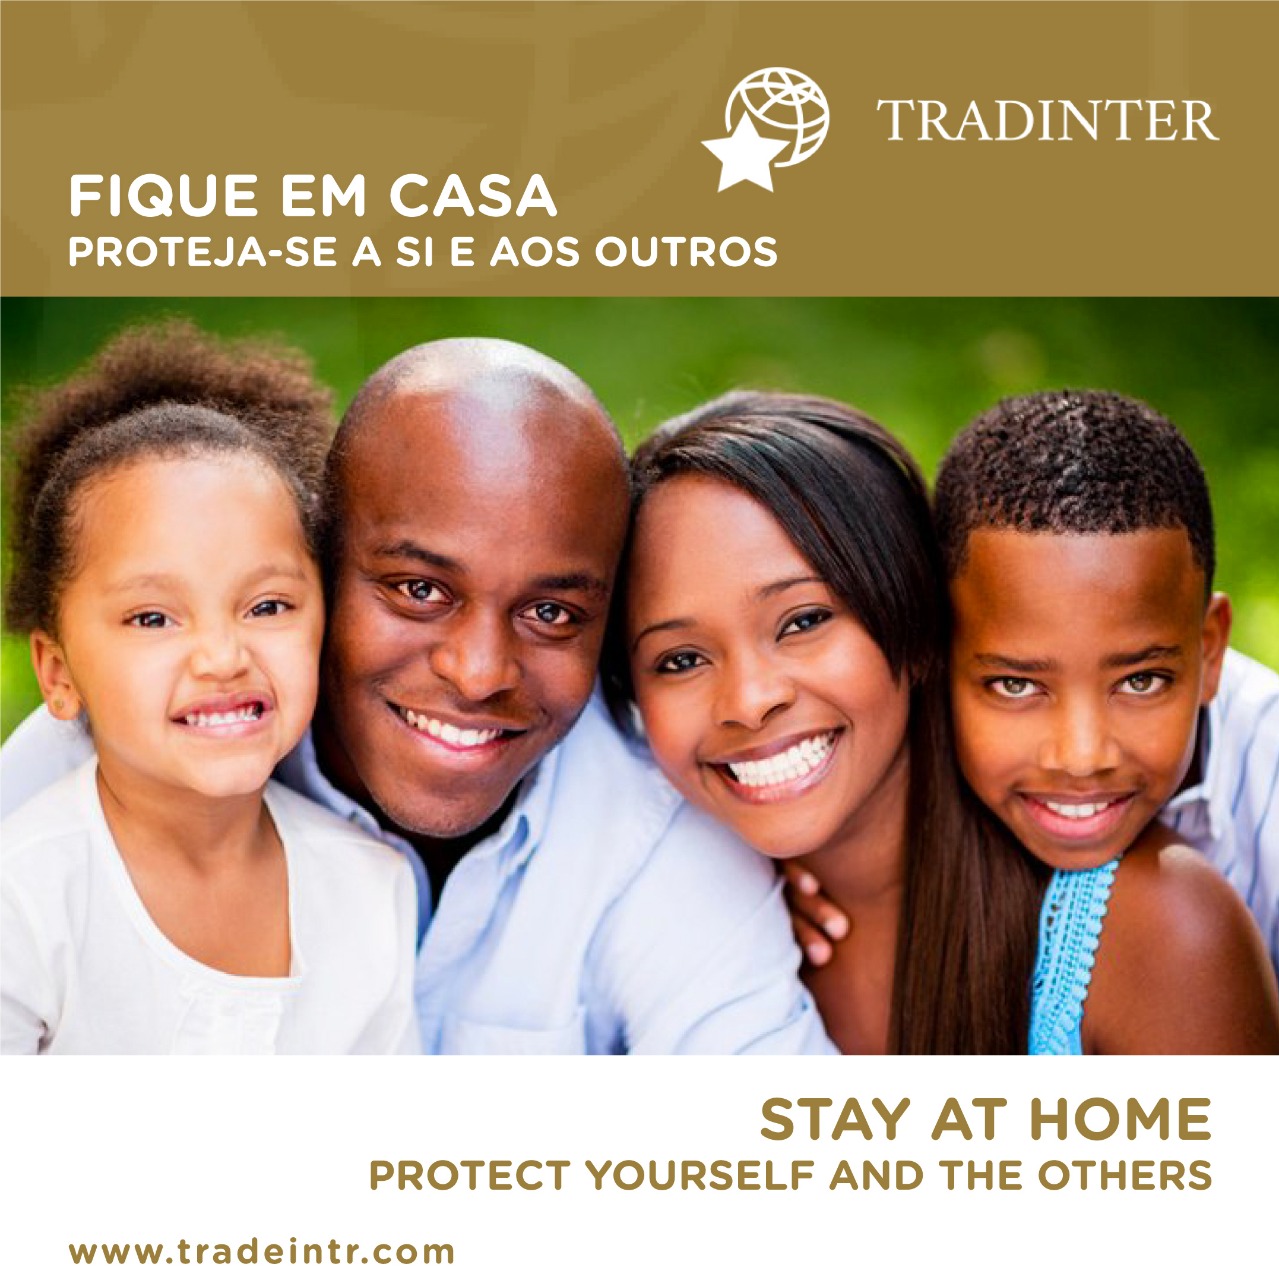 TRADINTER
FIQUE EM CASA
PROTEJA-SE A SI E AOS OUTROS
STAY AT HOME
PROTECT YOURSELF AND THE OTHERS
www.tradeintr.com